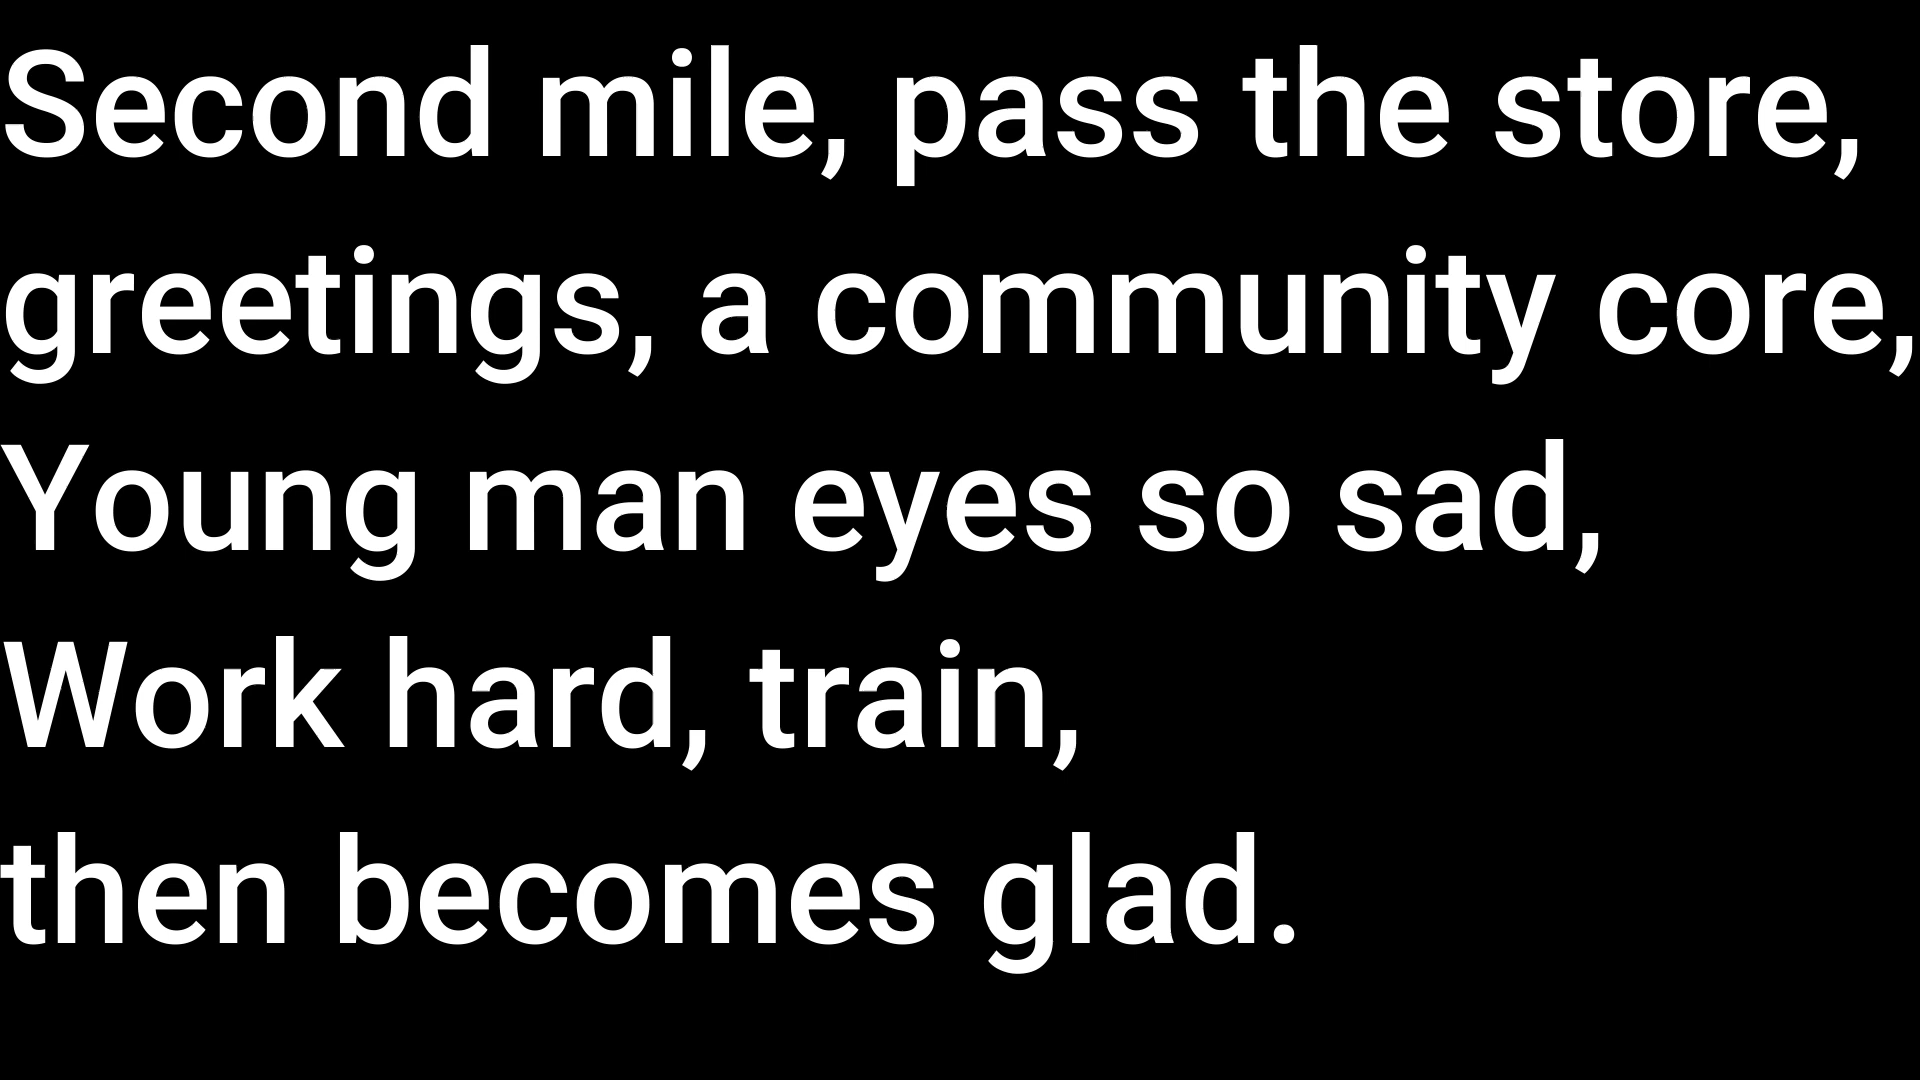 Second mile, pass the store,
greetings, a community core,
Young man eyes so sad,
Work hard, train,
then becomes glad.